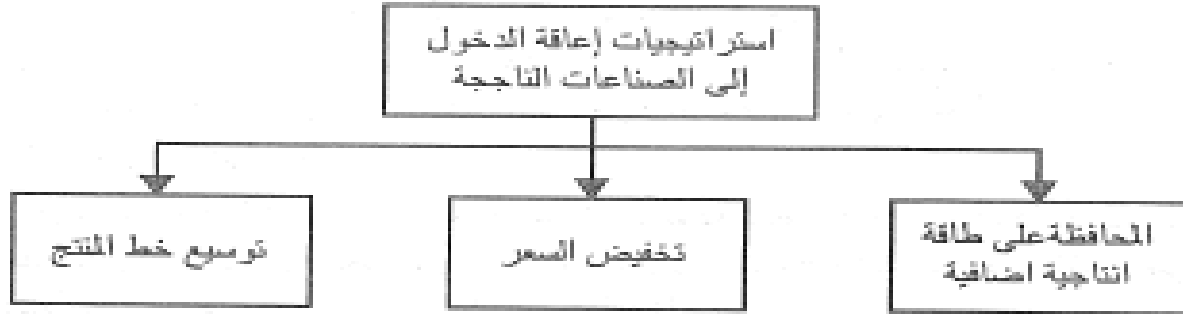 استراتيجيات إعاقة الدخول
إلى الصناعات الناجحة
المحافظة على طاقة
انتاجية اضافية
تخفيض السعر
توسيع خط المنتج